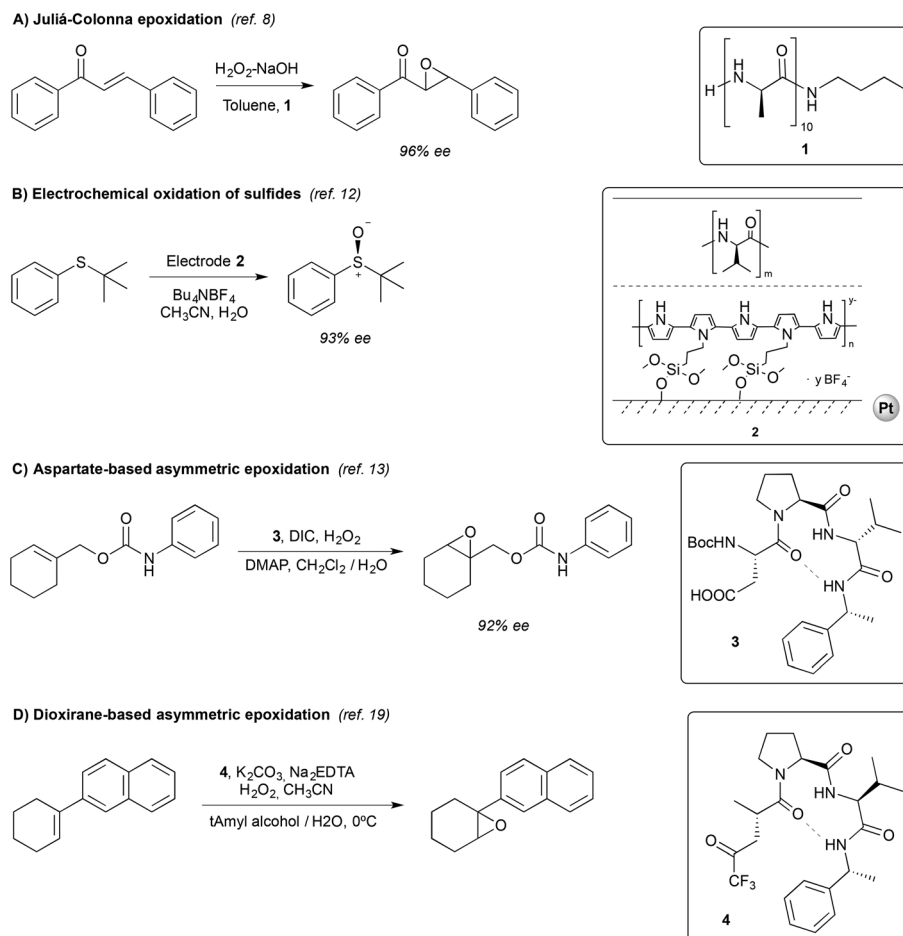 A) Juliá-Colonna epoxidation (ref. 8)
O
H₂O₂-NaOH
Toluene, 1
O
O
96% ee
H
H
N
O
N
H
10
1
B) Electrochemical oxidation of sulfides (ref. 12)
S
Electrode 2
Bu₄NBF₄
CH₃CN, H₂O
O⁻
S
+
93% ee
H
N
O
m
H
N
N
H
N
N
H
N
y-
n
O Si O
O
O Si O
O
· y BF₄⁻
Pt
2
C) Aspartate-based asymmetric epoxidation (ref. 13)
O
O
N
H
3, DIC, H₂O₂
DMAP, CH₂Cl₂ / H₂O
O
O
O
N
H
92% ee
O
N
HN
BocHN
O
O
HN
HOOC
3
D) Dioxirane-based asymmetric epoxidation (ref. 19)
4, K₂CO₃, Na₂EDTA
H₂O₂, CH₃CN
tAmyl alcohol / H2O, 0ºC
O
O
N
HN
O
O
HN
O
CF₃
4